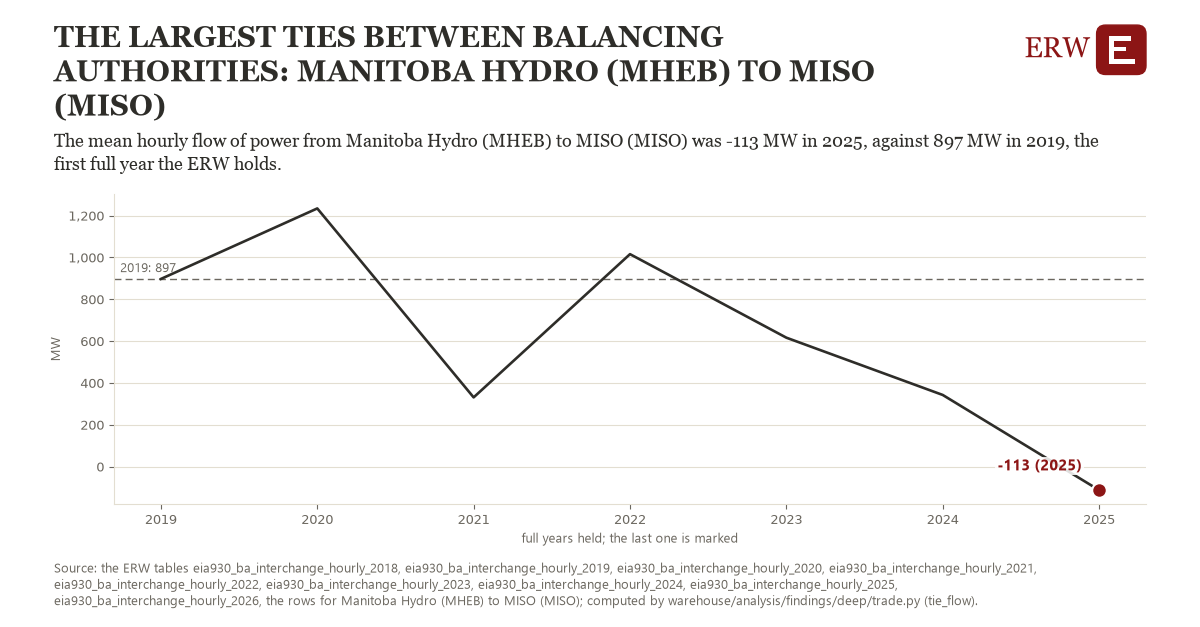 THE LARGEST TIES BETWEEN BALANCING
AUTHORITIES: MANITOBA HYDRO (MHEB) TO MISO
(MISO)
ERW E
The mean hourly flow of power from Manitoba Hydro (MHEB) to MISO (MISO) was -113 MW in 2025, against 897 MW in 2019, the
first full year the ERW holds.
1,200
1,000
800
600
400
200
0
MW
2019: 897
-113 (2025)
2019 2020 2021 2022 2023 2024 2025
full years held; the last one is marked
Source: the ERW tables eia930_ba_interchange_hourly_2018, eia930_ba_interchange_hourly_2019, eia930_ba_interchange_hourly_2020, eia930_ba_interchange_hourly_2021,
eia930_ba_interchange_hourly_2022, eia930_ba_interchange_hourly_2023, eia930_ba_interchange_hourly_2024, eia930_ba_interchange_hourly_2025,
eia930_ba_interchange_hourly_2026, the rows for Manitoba Hydro (MHEB) to MISO (MISO); computed by warehouse/analysis/findings/deep/trade.py (tie_flow).